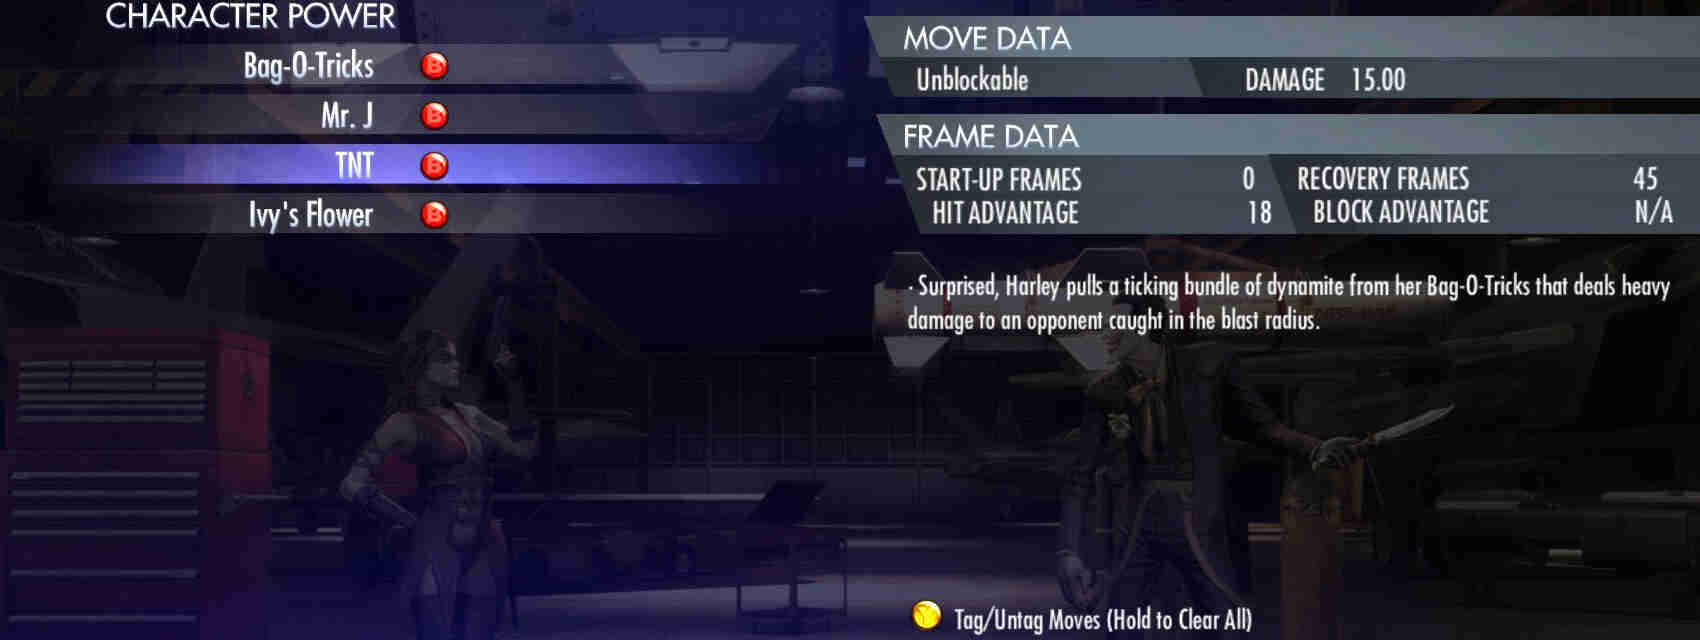 CHARACTER POWER
Bag-O-Tricks B
Mr. J B
TNT B
Ivy's Flower B
MOVE DATA
Unblockable DAMAGE 15.00
FRAME DATA
START-UP FRAMES 0 RECOVERY FRAMES 45
HIT ADVANTAGE 18 BLOCK ADVANTAGE N/A
· Surprised, Harley pulls a ticking bundle of dynamite from her Bag-O-Tricks that deals heavy
damage to an opponent caught in the blast radius.
Y Tag/Untag Moves (Hold to Clear All)